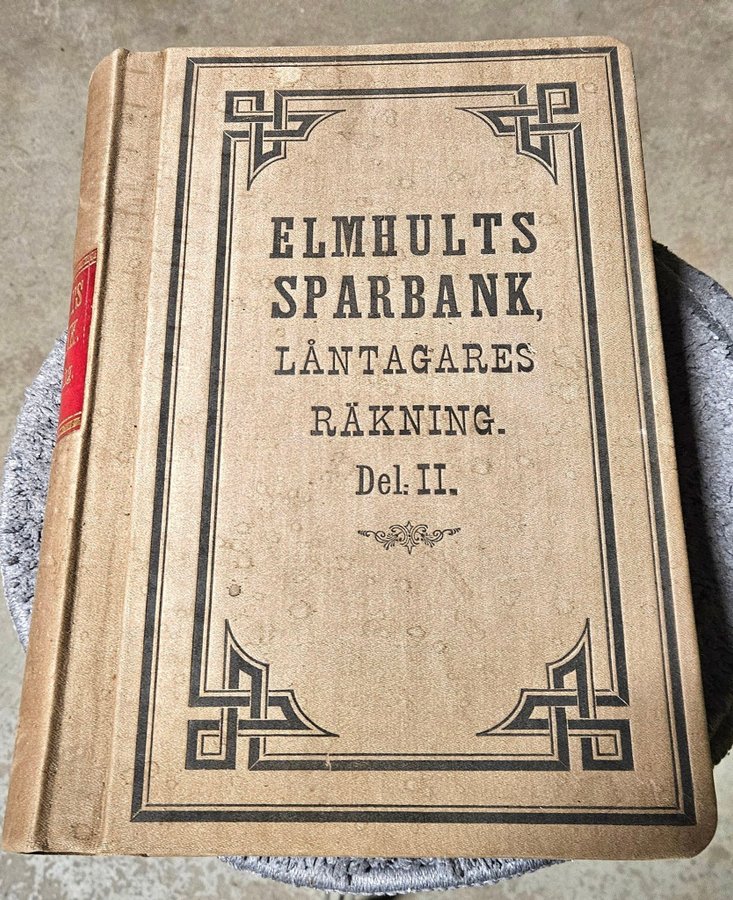 ELMHULTS
SPARBANK,
LÅNTAGARES
RÄKNING.
Del: II.